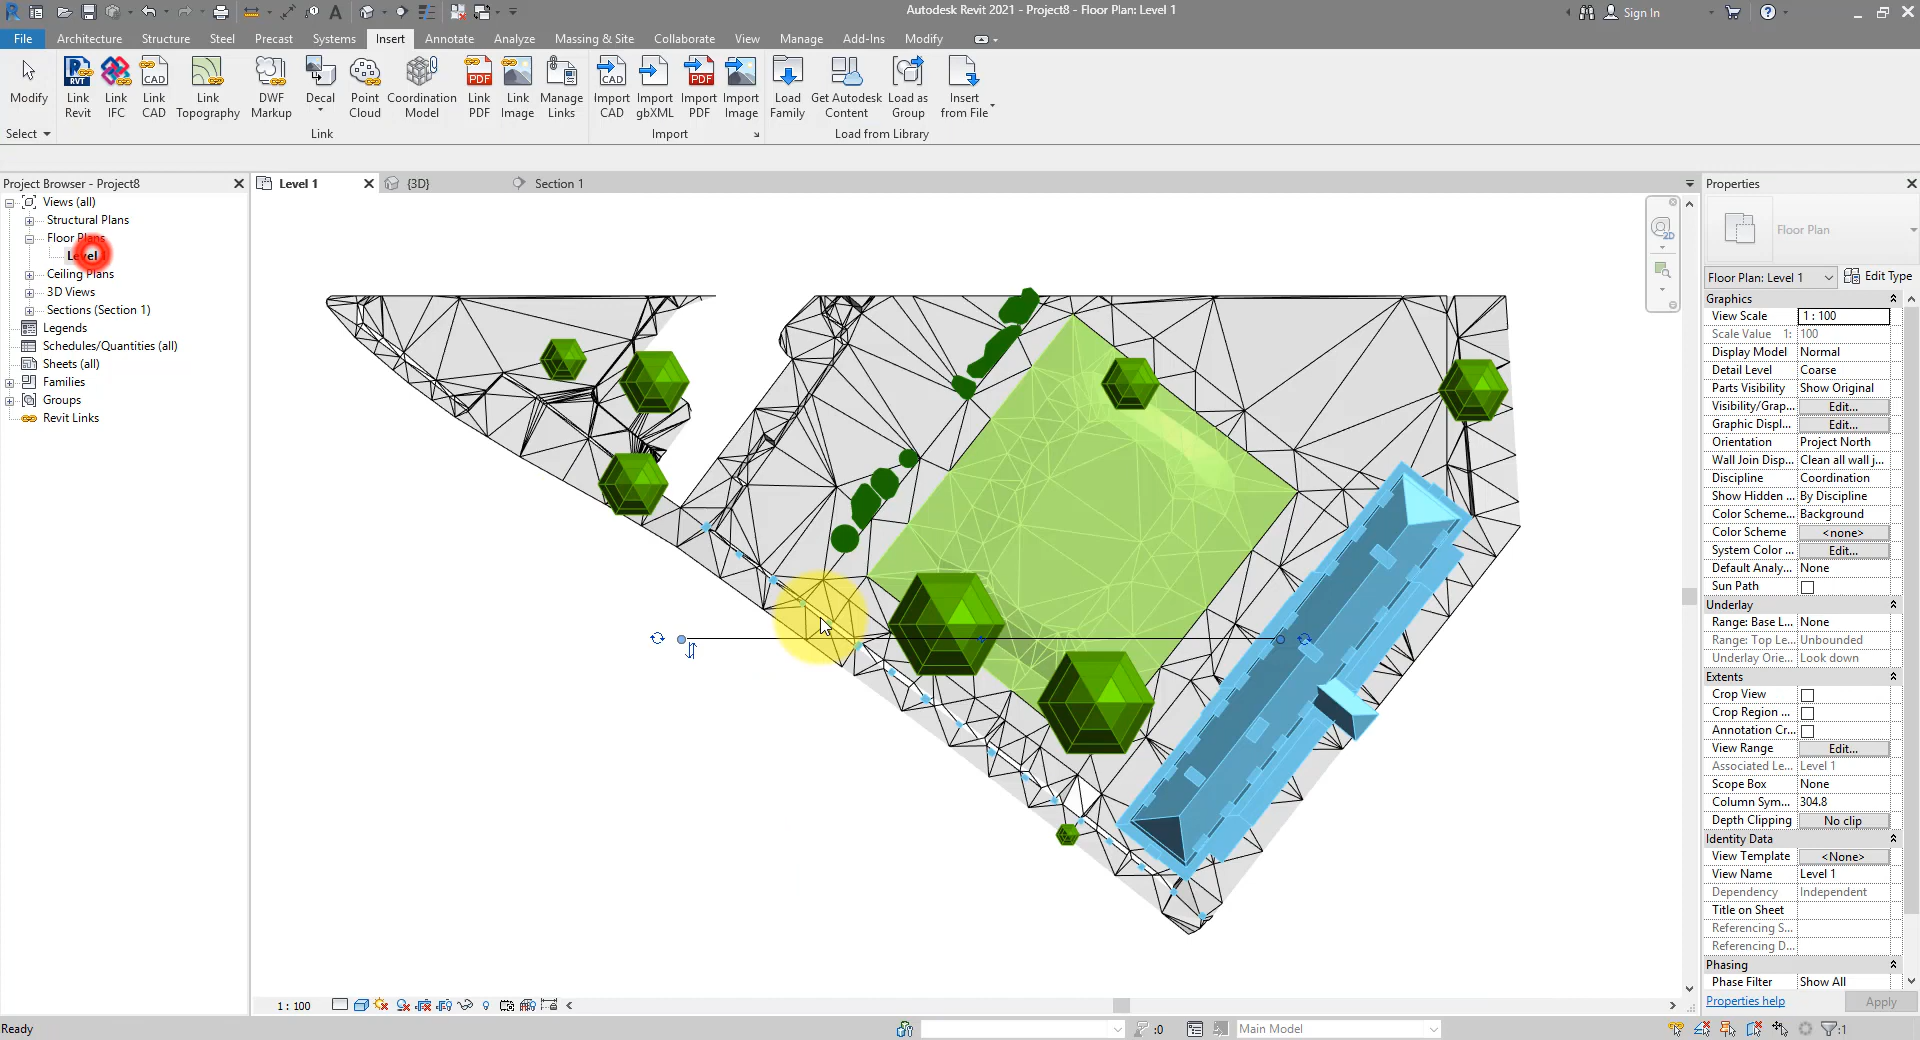 Autodesk Revit 2021 - Project8 - Floor Plan: Level 1
Sign In
File Architecture Structure Steel Precast Systems Insert Annotate Analyze Massing & Site Collaborate View Manage Add-Ins Modify
Modify
Link Revit
Link IFC
Link CAD
Link Topography
DWF Markup
Decal
Point Cloud
Coordination Model
Link PDF
Link Image
Manage Links
Import CAD
Import gbXML
Import PDF
Import Image
Load Family
Get Autodesk Content
Load as Group
Insert from File
Select
Link
Import
Load from Library
Project Browser - Project8
Level 1
{3D}
Section 1
Properties
Views (all)
Structural Plans
Floor Plans
Level
Ceiling Plans
3D Views
Sections (Section 1)
Legends
Schedules/Quantities (all)
Sheets (all)
Families
Groups
Revit Links
Floor Plan
Floor Plan: Level 1
Edit Type
Graphics
View Scale 1 : 100
Scale Value 1: 100
Display Model Normal
Detail Level Coarse
Parts Visibility Show Original
Visibility/Grap... Edit...
Graphic Displ... Edit...
Orientation Project North
Wall Join Disp... Clean all wall j...
Discipline Coordination
Show Hidden ... By Discipline
Color Scheme... Background
Color Scheme <none>
System Color ... Edit...
Default Analy... None
Sun Path
Underlay
Range: Base L... None
Range: Top Le... Unbounded
Underlay Orie... Look down
Extents
Crop View
Crop Region ...
Annotation Cr...
View Range Edit...
Associated Le... Level 1
Scope Box None
Column Sym... 304.8
Depth Clipping No clip
Identity Data
View Template <None>
View Name Level 1
Dependency Independent
Title on Sheet
Referencing S...
Referencing D...
Phasing
Phase Filter Show All
Properties help
Apply
1 : 100
Ready
:0
Main Model
:1